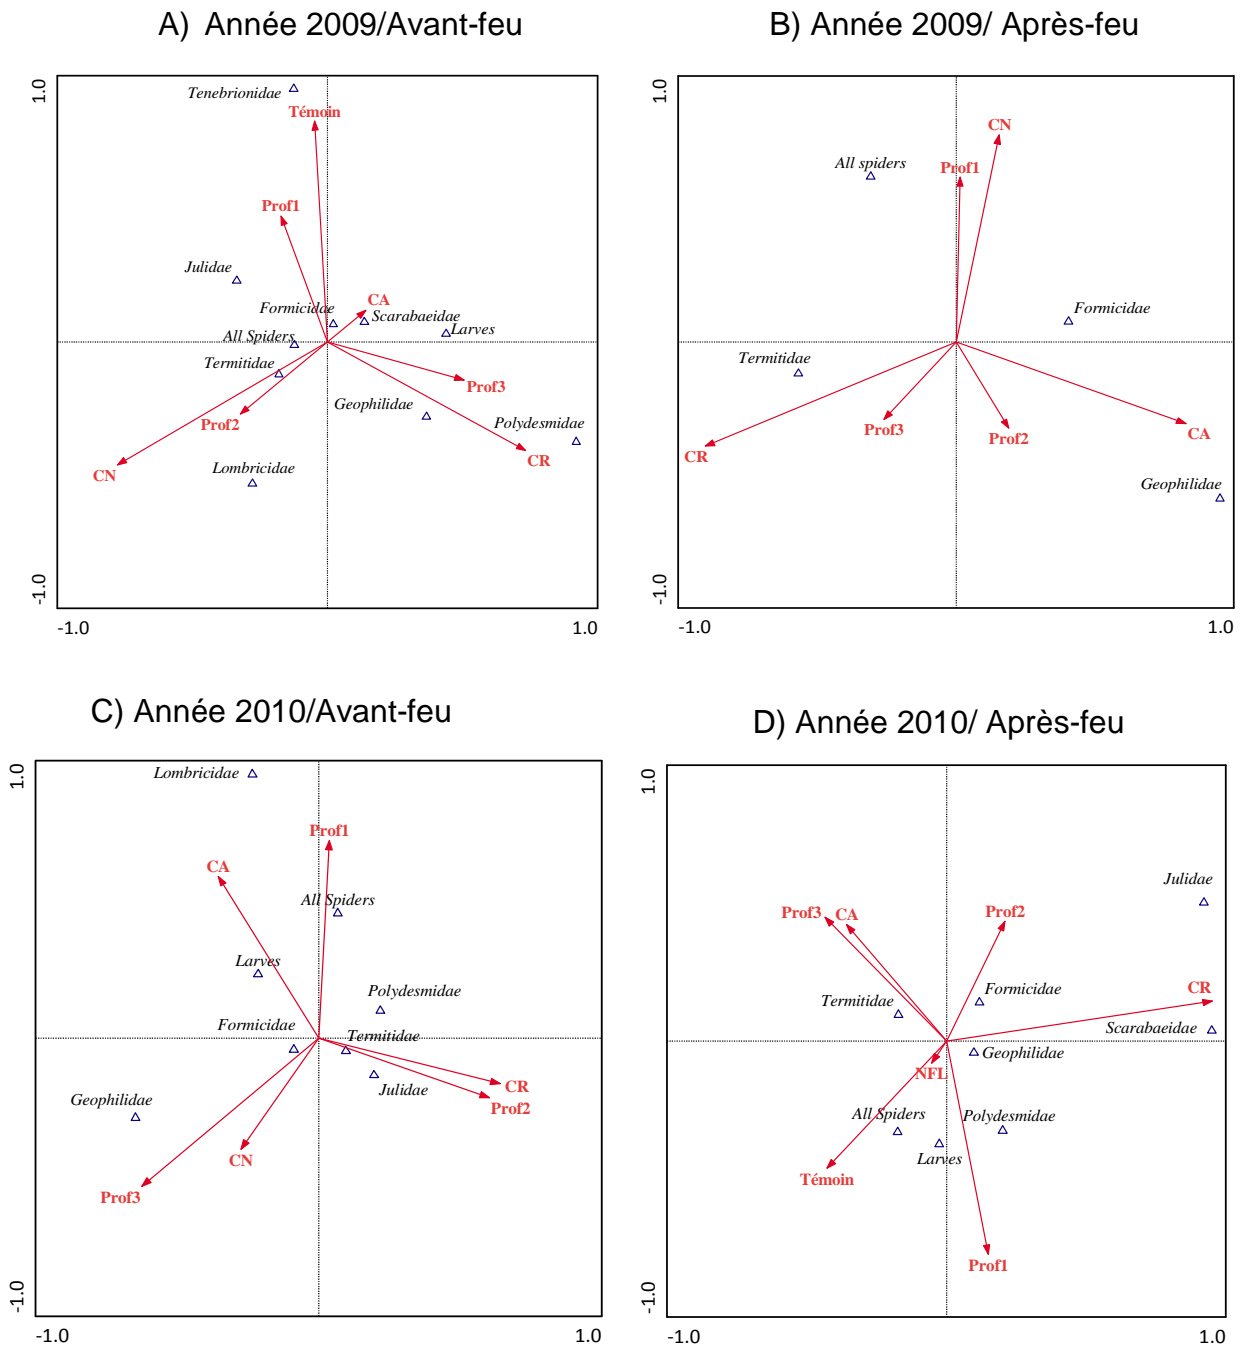 A) Année 2009/Avant-feu
B) Année 2009/ Après-feu
1.0
Tenebrionidae
Témoin
Prof1
Julidae
CA
Formicidae
Scarabaeidae
Larves
All Spiders
Termitidae
Prof3
Prof2
Geophilidae
Polydesmidae
CN
Lombricidae
CR
-1.0
-1.0
1.0
1.0
CN
All spiders
Prof1
Formicidae
Termitidae
Prof3
Prof2
CA
CR
Geophilidae
-1.0
-1.0
1.0
C) Année 2010/Avant-feu
D) Année 2010/ Après-feu
1.0
Lombricidae
Prof1
CA
All Spiders
Larves
Polydesmidae
Formicidae
Termitidae
CR
Julidae
Prof2
Geophilidae
CN
Prof3
-1.0
-1.0
1.0
1.0
Julidae
Prof3
CA
Prof2
CR
Termitidae
Formicidae
Scarabaeidae
Geophilidae
NFL
All Spiders
Polydesmidae
Larves
Témoin
Prof1
-1.0
-1.0
1.0